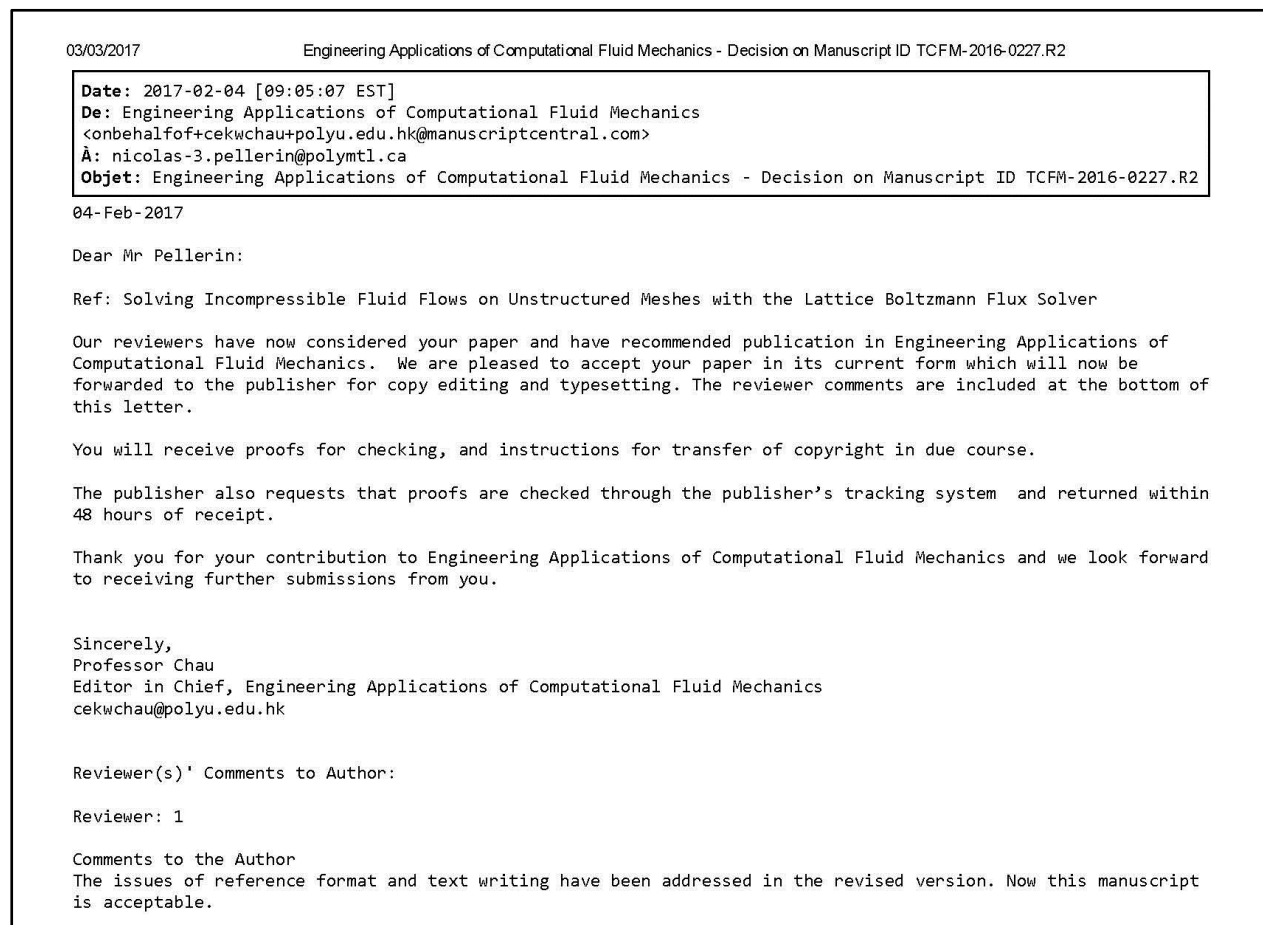 03/03/2017 Engineering Applications of Computational Fluid Mechanics - Decision on Manuscript ID TCFM-2016-0227.R2
Date: 2017-02-04 [09:05:07 EST]
De: Engineering Applications of Computational Fluid Mechanics
<onbehalfof+cekwchau+polyu.edu.hk@manuscriptcentral.com>
À: nicolas-3.pellerin@polymtl.ca
Objet: Engineering Applications of Computational Fluid Mechanics - Decision on Manuscript ID TCFM-2016-0227.R2
04-Feb-2017
Dear Mr Pellerin:
Ref: Solving Incompressible Fluid Flows on Unstructured Meshes with the Lattice Boltzmann Flux Solver
Our reviewers have now considered your paper and have recommended publication in Engineering Applications of
Computational Fluid Mechanics.  We are pleased to accept your paper in its current form which will now be
forwarded to the publisher for copy editing and typesetting. The reviewer comments are included at the bottom of
this letter.
You will receive proofs for checking, and instructions for transfer of copyright in due course.
The publisher also requests that proofs are checked through the publisher’s tracking system  and returned within
48 hours of receipt.
Thank you for your contribution to Engineering Applications of Computational Fluid Mechanics and we look forward
to receiving further submissions from you.
Sincerely,
Professor Chau
Editor in Chief, Engineering Applications of Computational Fluid Mechanics
cekwchau@polyu.edu.hk
Reviewer(s)' Comments to Author:
Reviewer: 1
Comments to the Author
The issues of reference format and text writing have been addressed in the revised version. Now this manuscript
is acceptable.